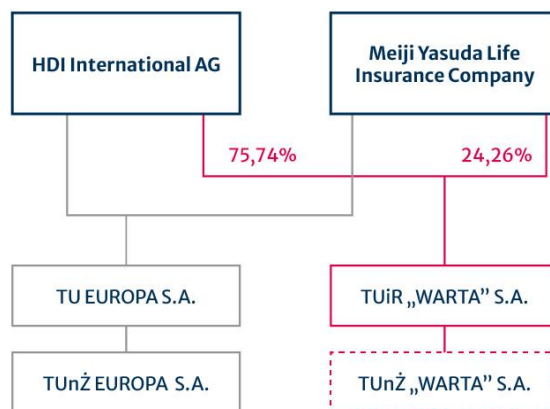 HDI International AG
Meiji Yasuda Life
Insurance Company
75,74%
24,26%
TU EUROPA S.A.
TUiR „WARTA” S.A.
TUnŻ EUROPA S.A.
TUnŻ „WARTA” S.A.